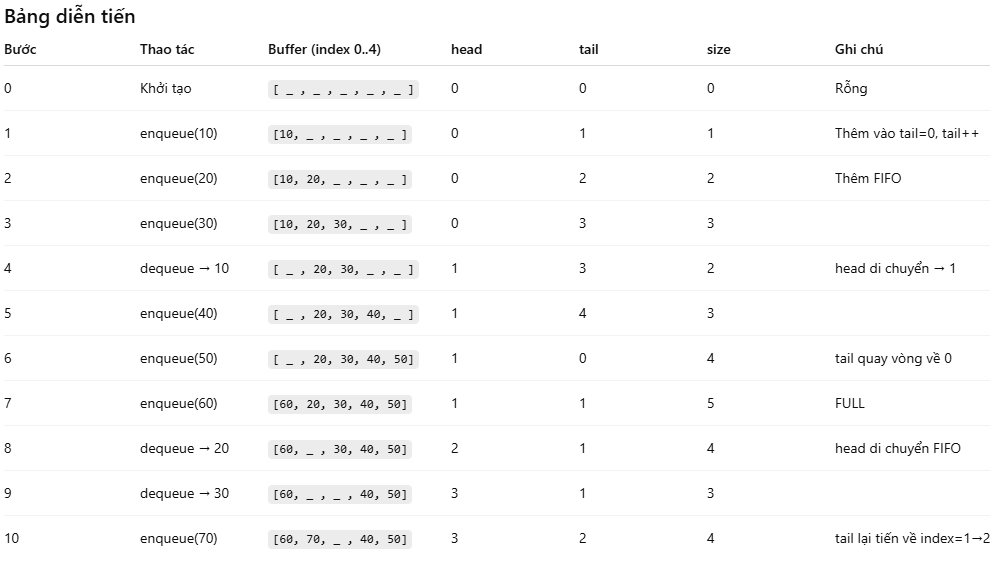 Bảng diễn tiến
Bước Thao tác Buffer (index 0..4) head tail size Ghi chú
0 Khởi tạo [ _ , _ , _ , _ , _ ] 0 0 0 Rỗng
1 enqueue(10) [10, _ , _ , _ , _ ] 0 1 1 Thêm vào tail=0, tail++
2 enqueue(20) [10, 20, _ , _ , _ ] 0 2 2 Thêm FIFO
3 enqueue(30) [10, 20, 30, _ , _ ] 0 3 3
4 dequeue → 10 [ _ , 20, 30, _ , _ ] 1 3 2 head di chuyển → 1
5 enqueue(40) [ _ , 20, 30, 40, _ ] 1 4 3
6 enqueue(50) [ _ , 20, 30, 40, 50] 1 0 4 tail quay vòng về 0
7 enqueue(60) [60, 20, 30, 40, 50] 1 1 5 FULL
8 dequeue → 20 [60, _ , 30, 40, 50] 2 1 4 head di chuyển FIFO
9 dequeue → 30 [60, _ , _ , 40, 50] 3 1 3
10 enqueue(70) [60, 70, _ , 40, 50] 3 2 4 tail lại tiến về index=1→2